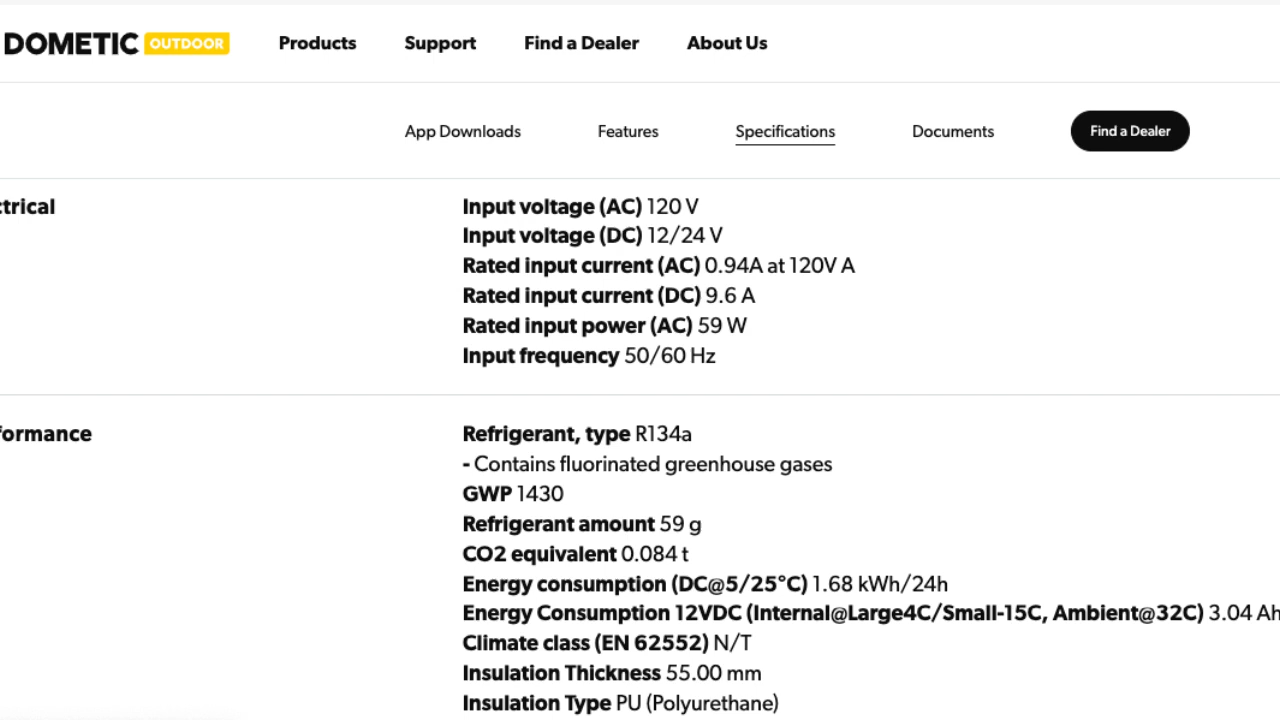 DOMETIC OUTDOOR Products Support Find a Dealer About Us
App Downloads Features Specifications Documents Find a Dealer
ctrical
Input voltage (AC) 120 V
Input voltage (DC) 12/24 V
Rated input current (AC) 0.94A at 120V A
Rated input current (DC) 9.6 A
Rated input power (AC) 59 W
Input frequency 50/60 Hz
formance
Refrigerant, type R134a
- Contains fluorinated greenhouse gases
GWP 1430
Refrigerant amount 59 g
CO2 equivalent 0.084 t
Energy consumption (DC@5/25°C) 1.68 kWh/24h
Energy Consumption 12VDC (Internal@Large4C/Small-15C, Ambient@32C) 3.04 Ah
Climate class (EN 62552) N/T
Insulation Thickness 55.00 mm
Insulation Type PU (Polyurethane)